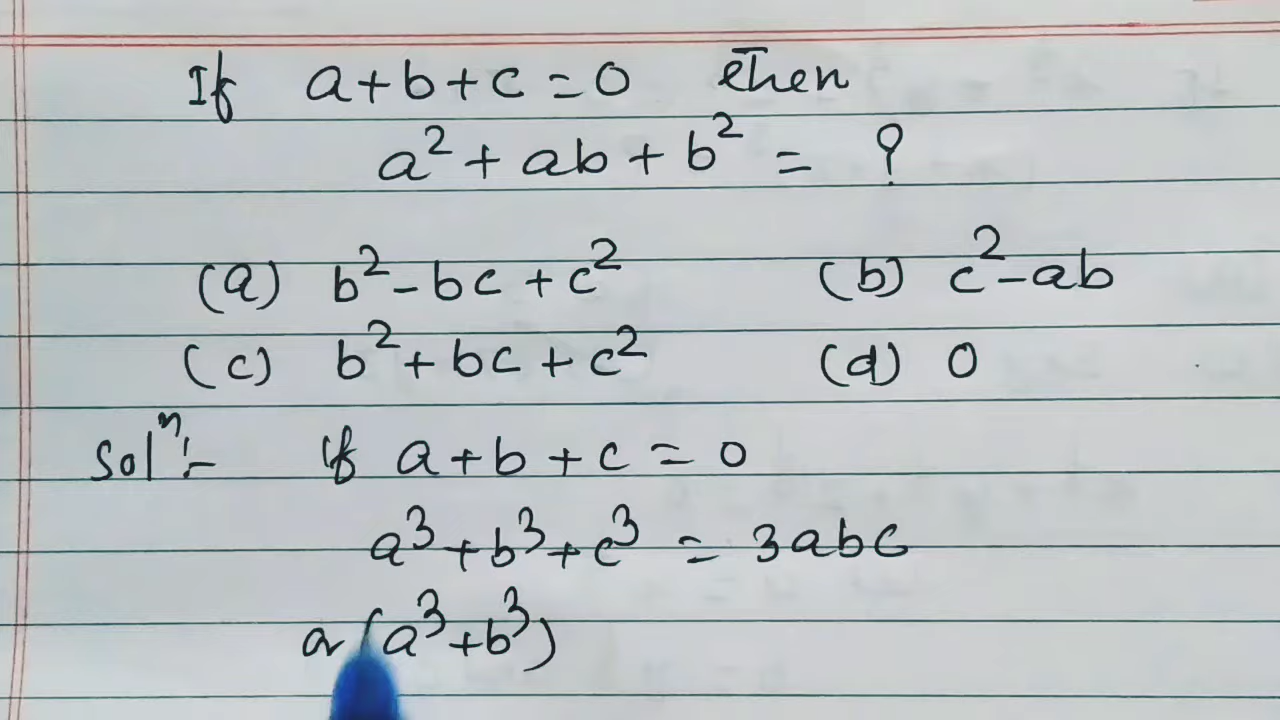 If a+b+c=0 then
a²+ab+b² = ?
(a) b²-bc+c² (b) c²-ab
(c) b²+bc+c² (d) 0
Solⁿ:- if a+b+c=0
a³+b³+c³ = 3abc
or (a³+b³)